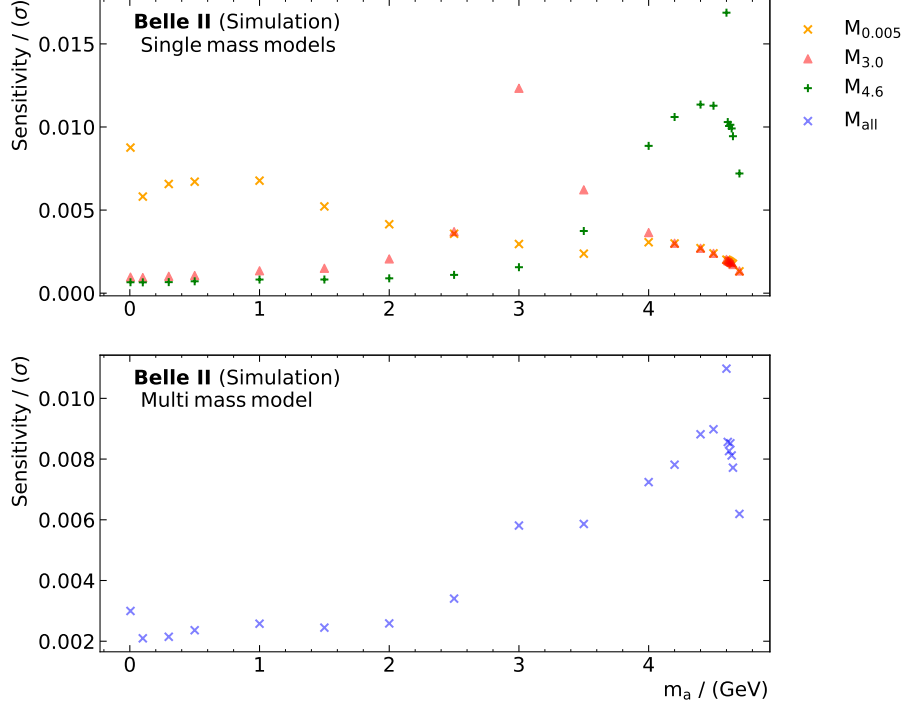 Belle II (Simulation)
Single mass models
Sensitivity / (σ)
0.015
0.010
0.005
0.000
0 1 2 3 4
M0.005
M3.0
M4.6
Mall
Belle II (Simulation)
Multi mass model
Sensitivity / (σ)
0.010
0.008
0.006
0.004
0.002
0 1 2 3 4
ma / (GeV)